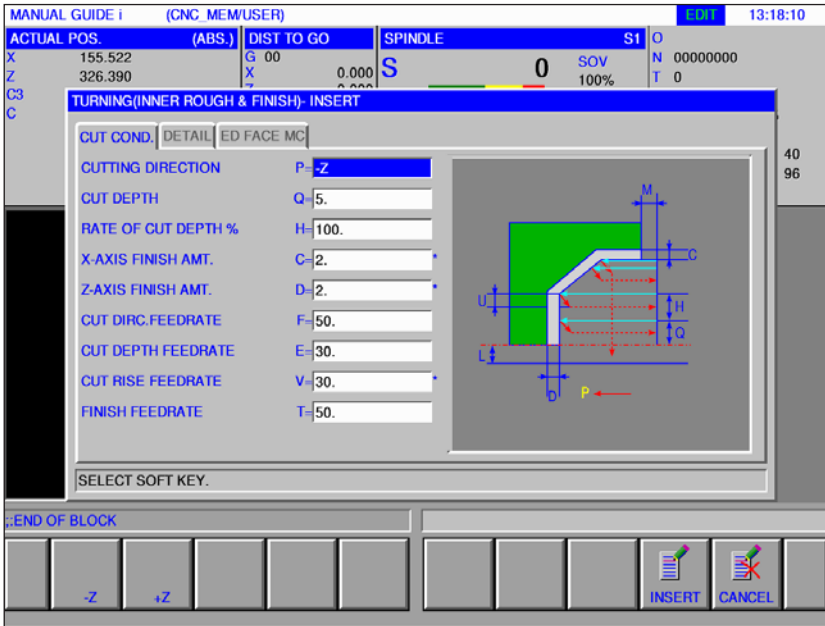 MANUAL GUIDE i (CNC_MEM/USER) EDIT 13:18:10
ACTUAL POS. (ABS.) DIST TO GO SPINDLE S1 O
X 155.522 G 00 S 0 SOV N 00000000
Z 326.390 X 0.000 100% T 0
C3
C
TURNING(INNER ROUGH & FINISH)- INSERT
CUT COND. DETAIL ED FACE MC
CUTTING DIRECTION P= -Z
CUT DEPTH Q= 5.
RATE OF CUT DEPTH % H= 100.
X-AXIS FINISH AMT. C= 2. *
Z-AXIS FINISH AMT. D= 2. *
CUT DIRC.FEEDRATE F= 50.
CUT DEPTH FEEDRATE E= 30.
CUT RISE FEEDRATE V= 30. *
FINISH FEEDRATE T= 50.
M
C
U
H
Q
L
D
P
40
96
SELECT SOFT KEY.
;:END OF BLOCK
-Z +Z INSERT CANCEL